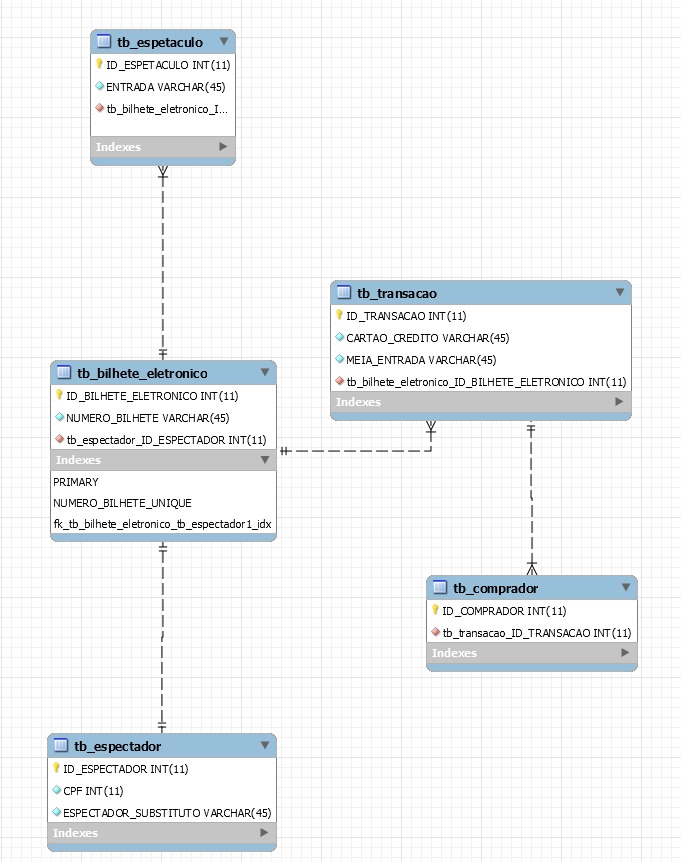 tb_espetaculo
ID_ESPETACULO INT(11)
ENTRADA VARCHAR(45)
tb_bilhete_eletronico_I...
Indexes
tb_transacao
ID_TRANSACAO INT(11)
CARTAO_CREDITO VARCHAR(45)
MEIA_ENTRADA VARCHAR(45)
tb_bilhete_eletronico_ID_BILHETE_ELETRONICO INT(11)
Indexes
tb_bilhete_eletronico
ID_BILHETE_ELETRONICO INT(11)
NUMERO_BILHETE VARCHAR(45)
tb_espectador_ID_ESPECTADOR INT(11)
Indexes
PRIMARY
NUMERO_BILHETE_UNIQUE
fk_tb_bilhete_eletronico_tb_espectador1_idx
tb_comprador
ID_COMPRADOR INT(11)
tb_transacao_ID_TRANSACAO INT(11)
Indexes
tb_espectador
ID_ESPECTADOR INT(11)
CPF INT(11)
ESPECTADOR_SUBSTITUTO VARCHAR(45)
Indexes